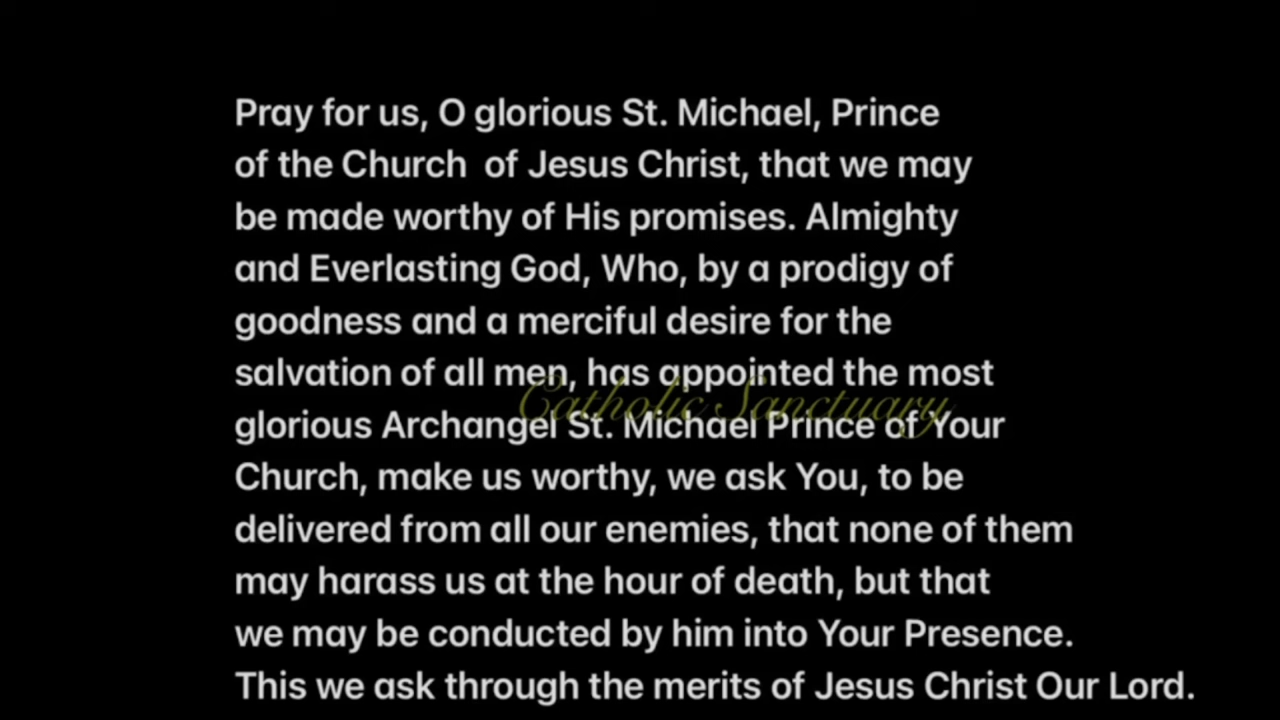 Pray for us, O glorious St. Michael, Prince
of the Church of Jesus Christ, that we may
be made worthy of His promises. Almighty
and Everlasting God, Who, by a prodigy of
goodness and a merciful desire for the
salvation of all men, has appointed the most
Catholic Sanctuary
glorious Archangel St. Michael Prince of Your
Church, make us worthy, we ask You, to be
delivered from all our enemies, that none of them
may harass us at the hour of death, but that
we may be conducted by him into Your Presence.
This we ask through the merits of Jesus Christ Our Lord.